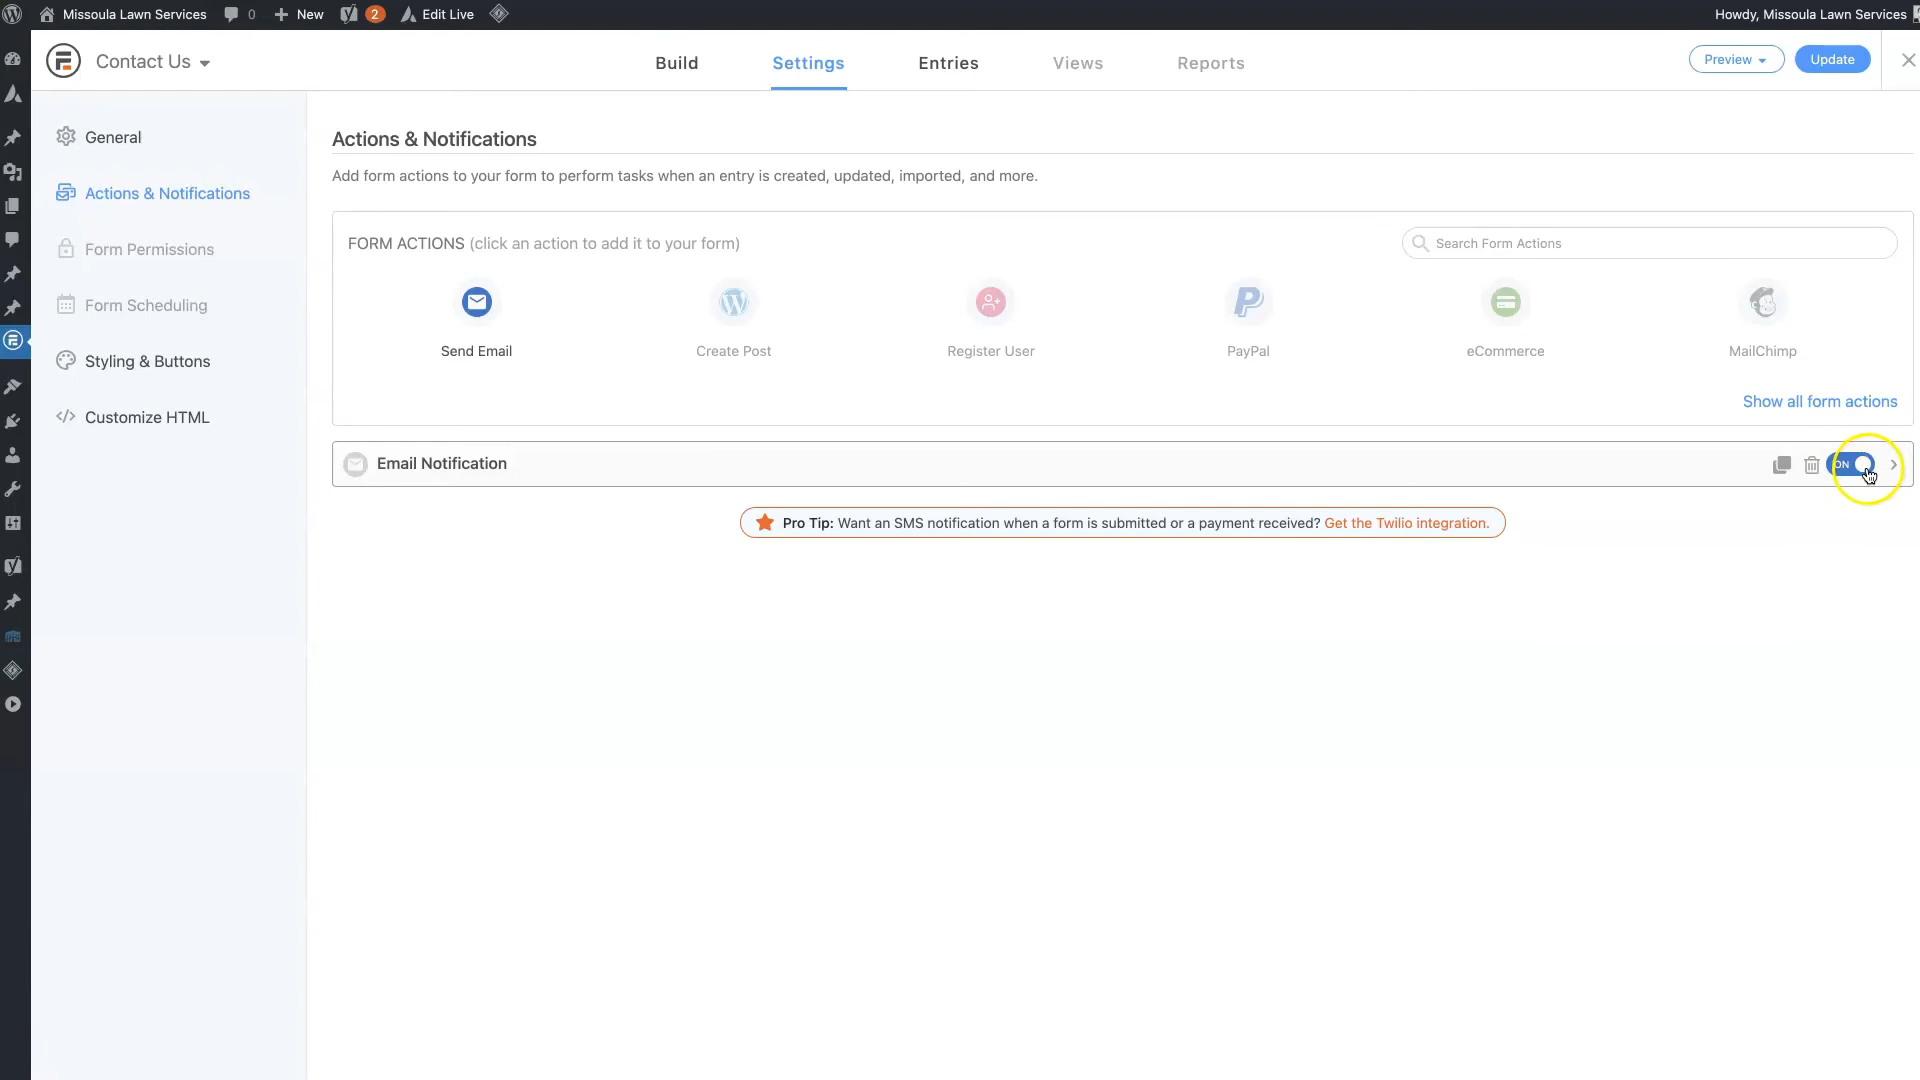 Missoula Lawn Services 0 New 2 Edit Live Howdy, Missoula Lawn Services
Contact Us Build Settings Entries Views Reports Preview Update
General
Actions & Notifications
Form Permissions
Form Scheduling
Styling & Buttons
Customize HTML
Actions & Notifications
Add form actions to your form to perform tasks when an entry is created, updated, imported, and more.
FORM ACTIONS (click an action to add it to your form) Search Form Actions
Send Email Create Post Register User PayPal eCommerce MailChimp
Show all form actions
Email Notification ON
Pro Tip: Want an SMS notification when a form is submitted or a payment received? Get the Twilio integration.